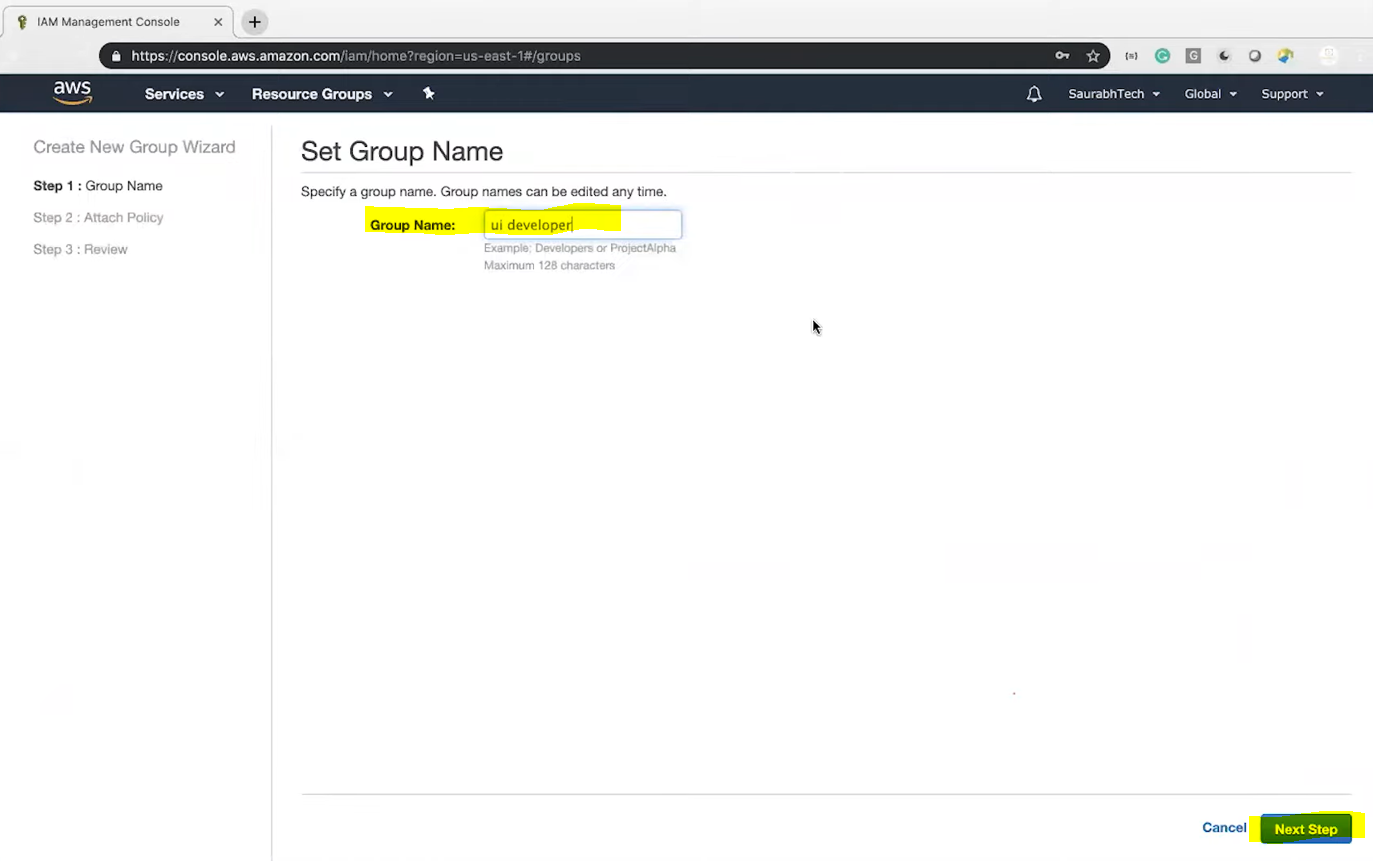 IAM Management Console
https://console.aws.amazon.com/iam/home?region=us-east-1#/groups
aws Services Resource Groups SaurabhTech Global Support
Create New Group Wizard
Step 1 : Group Name
Step 2 : Attach Policy
Step 3 : Review
Set Group Name
Specify a group name. Group names can be edited any time.
Group Name: ui developer
Example: Developers or ProjectAlpha
Maximum 128 characters
Cancel Next Step